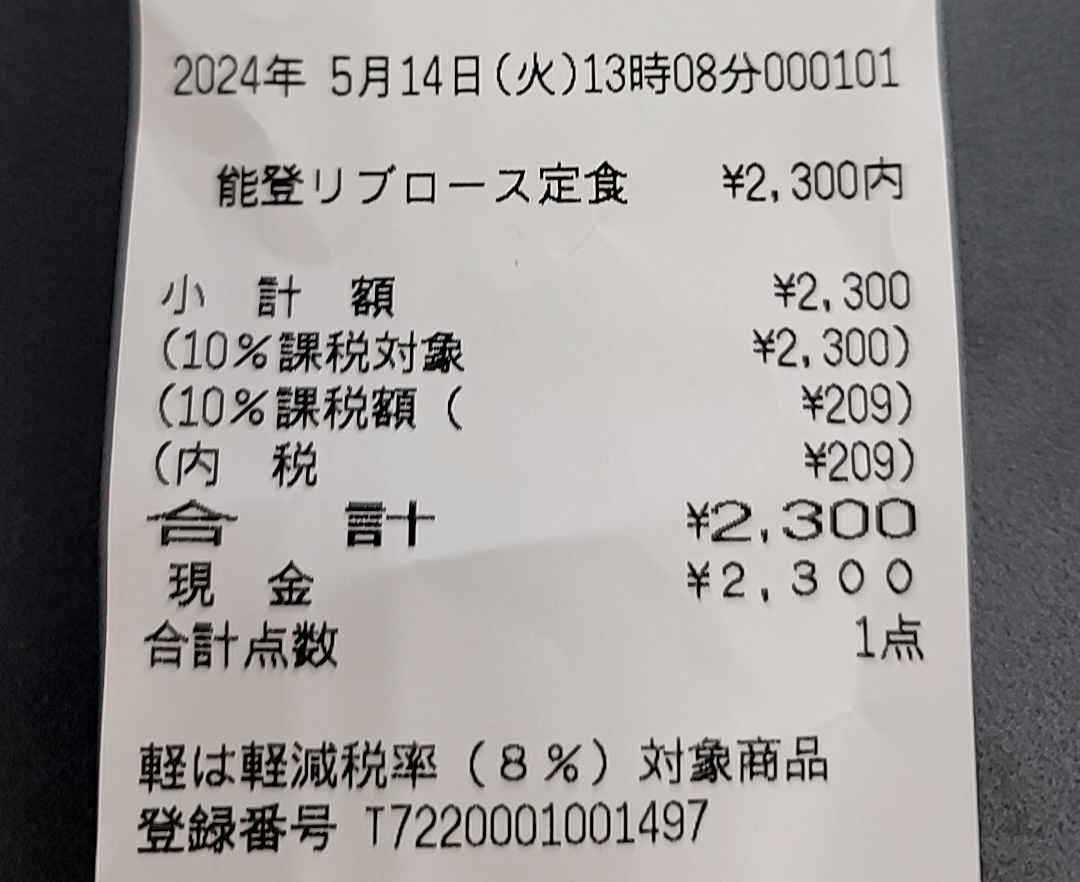 2024年 5月14日(火)13時08分000101
能登リブロース定食 ¥2,300内
小 計 額 ¥2,300
(10%課税対象 ¥2,300)
(10%課税額( ¥209)
(内 税 ¥209)
合 計 ¥2,300
現 金 ¥2,300
合計点数 1点
軽は軽減税率(8%)対象商品
登録番号 T7220001001497